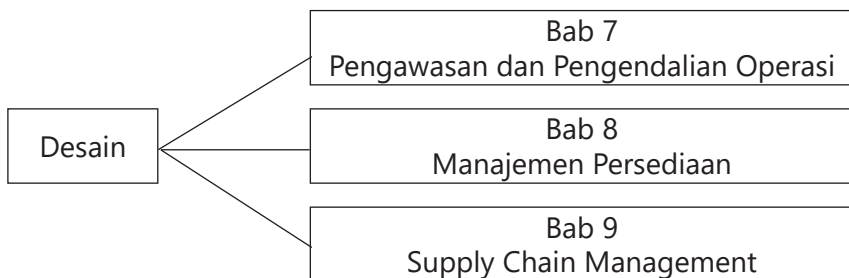 Bab 7
Pengawasan dan Pengendalian Operasi
Desain
Bab 8
Manajemen Persediaan
Bab 9
Supply Chain Management